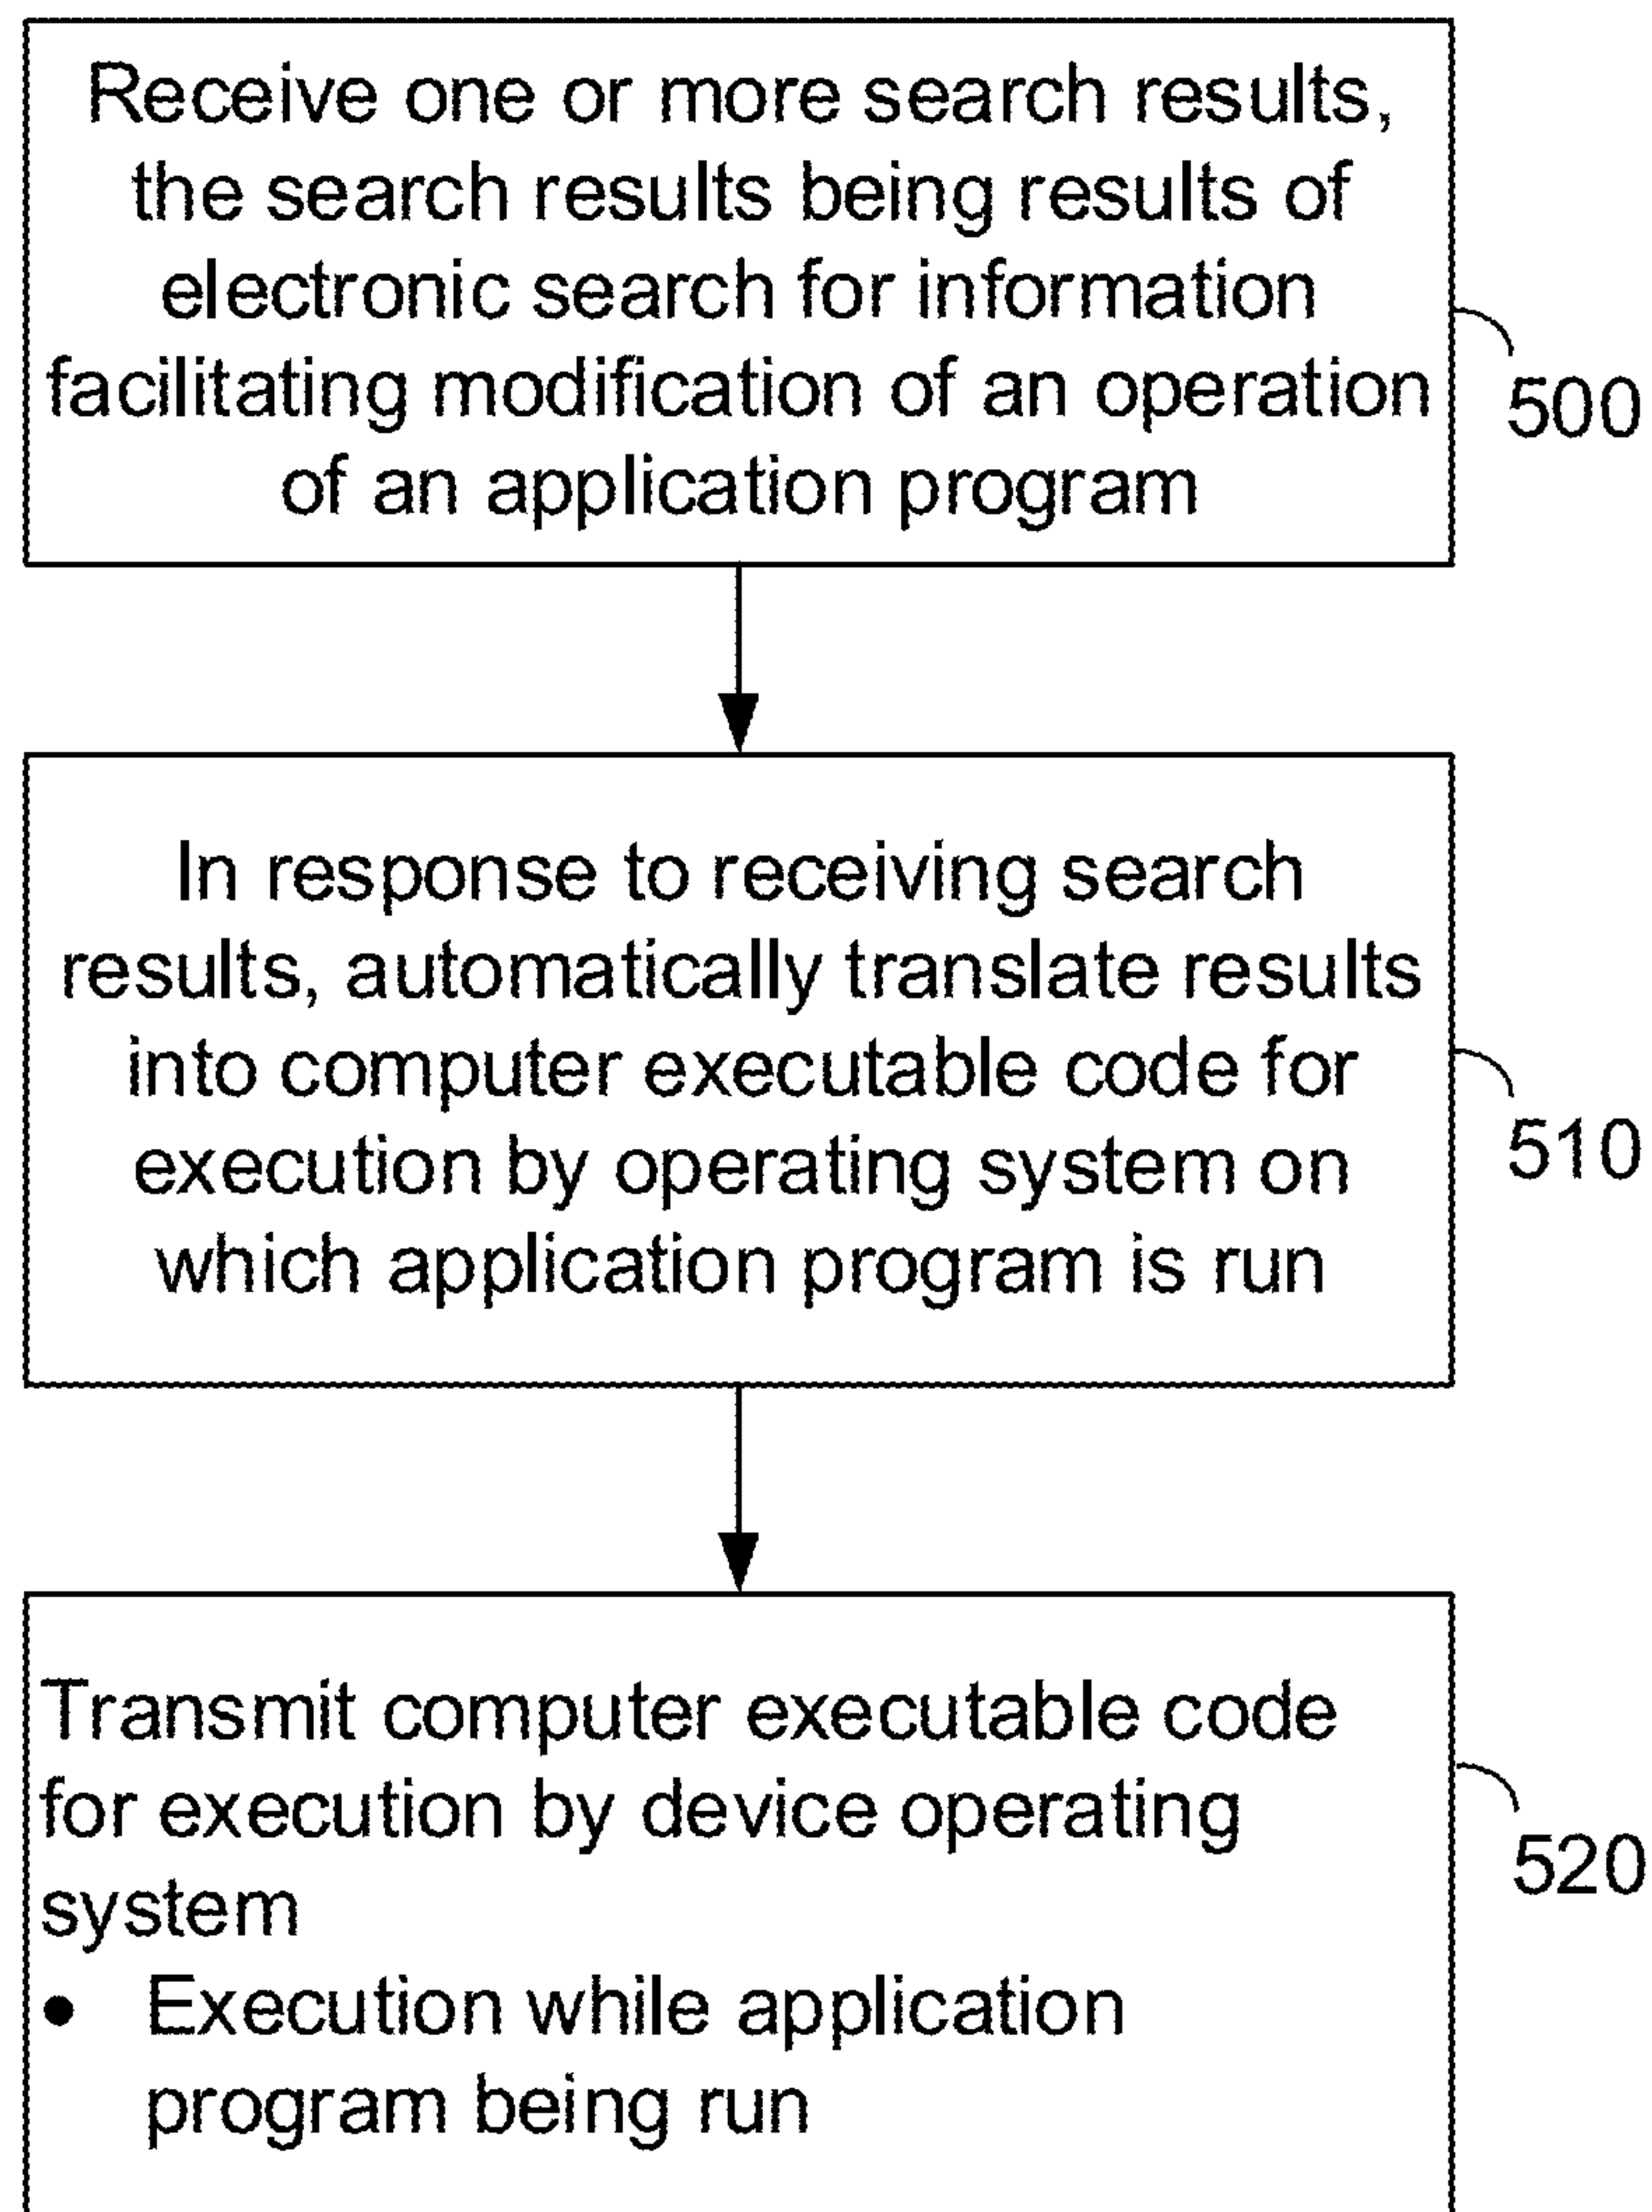 Receive one or more search results,
the search results being results of
electronic search for information
facilitating modification of an operation
of an application program
500
In response to receiving search
results, automatically translate results
into computer executable code for
execution by operating system on
which application program is run
510
Transmit computer executable code
for execution by device operating
system
• Execution while application
program being run
520